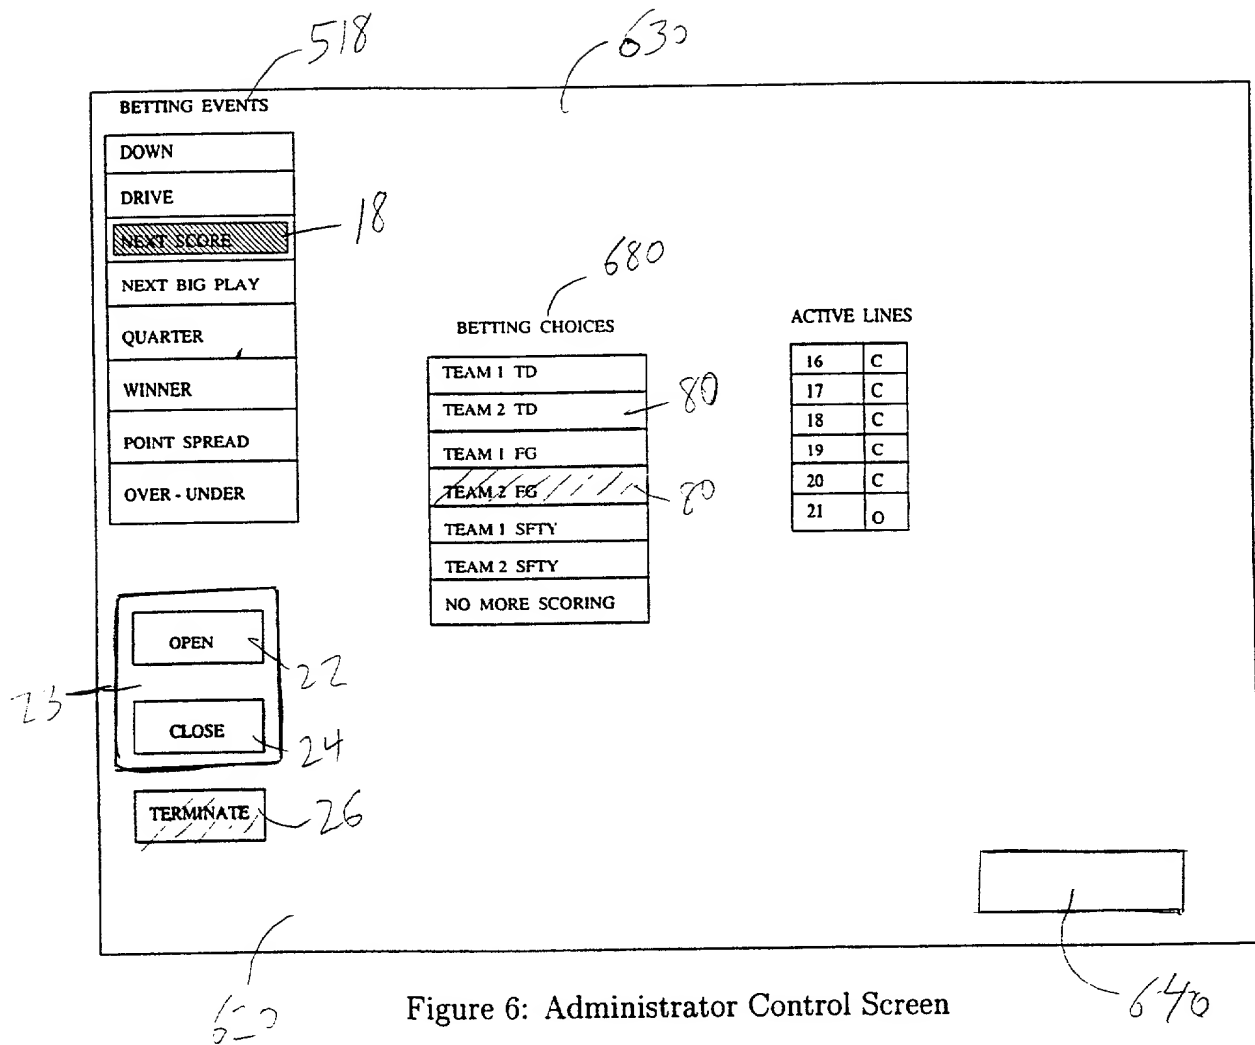 518
630
BETTING EVENTS
DOWN
DRIVE
NEXT SCORE
18
NEXT BIG PLAY
QUARTER
WINNER
POINT SPREAD
OVER - UNDER
680
BETTING CHOICES
TEAM 1 TD
TEAM 2 TD
80
TEAM 1 FG
TEAM 2 FG
80
TEAM 1 SFTY
TEAM 2 SFTY
NO MORE SCORING
ACTIVE LINES
16 C
17 C
18 C
19 C
20 C
21 O
OPEN
22
23
CLOSE
24
TERMINATE
26
640
Figure 6: Administrator Control Screen